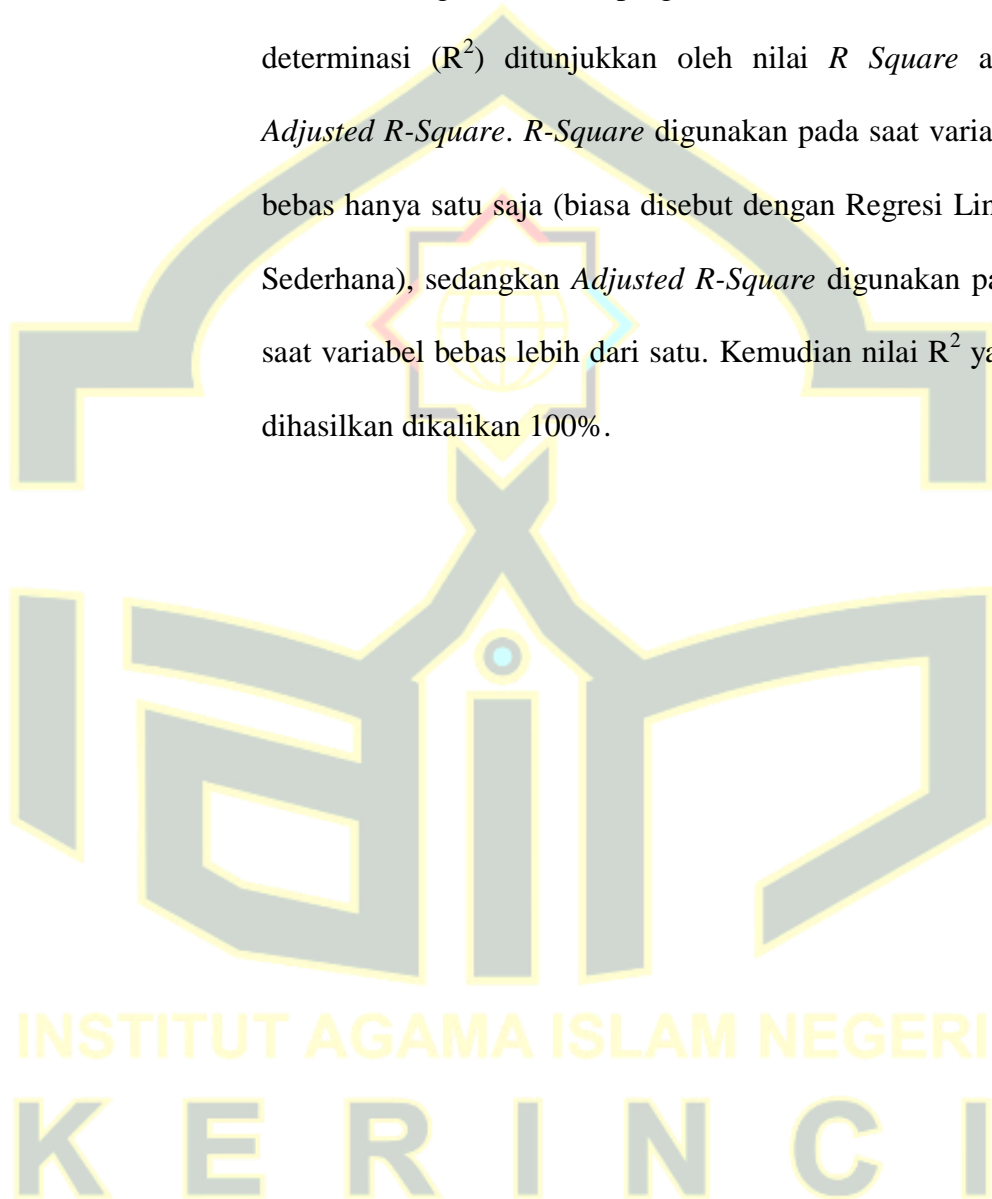 determinasi (R²) ditunjukkan oleh nilai R Square a
Adjusted R-Square. R-Square digunakan pada saat varia
bebas hanya satu saja (biasa disebut dengan Regresi Lin
Sederhana), sedangkan Adjusted R-Square digunakan pa
saat variabel bebas lebih dari satu. Kemudian nilai R² ya
dihasilkan dikalikan 100%.
iain
INSTITUT AGAMA ISLAM NEGERI
KERINCI